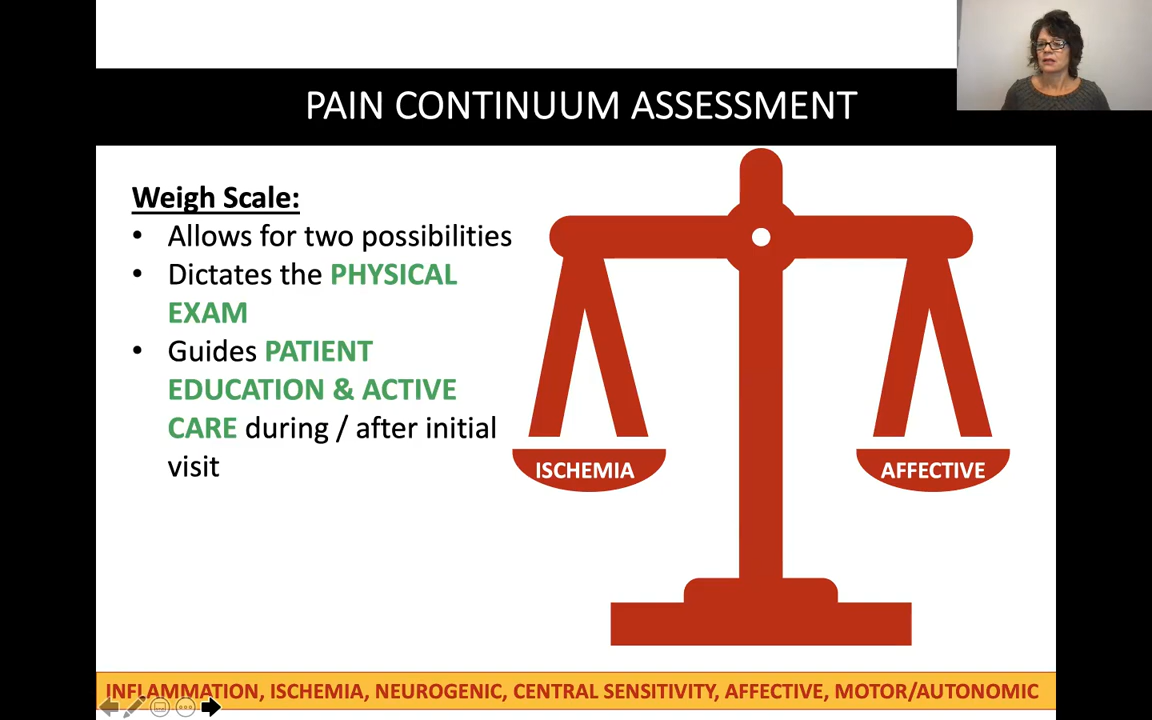 PAIN CONTINUUM ASSESSMENT
Weigh Scale:
• Allows for two possibilities
• Dictates the PHYSICAL
EXAM
• Guides PATIENT
EDUCATION & ACTIVE
CARE during / after initial
visit
ISCHEMIA
AFFECTIVE
INFLAMMATION, ISCHEMIA, NEUROGENIC, CENTRAL SENSITIVITY, AFFECTIVE, MOTOR/AUTONOMIC